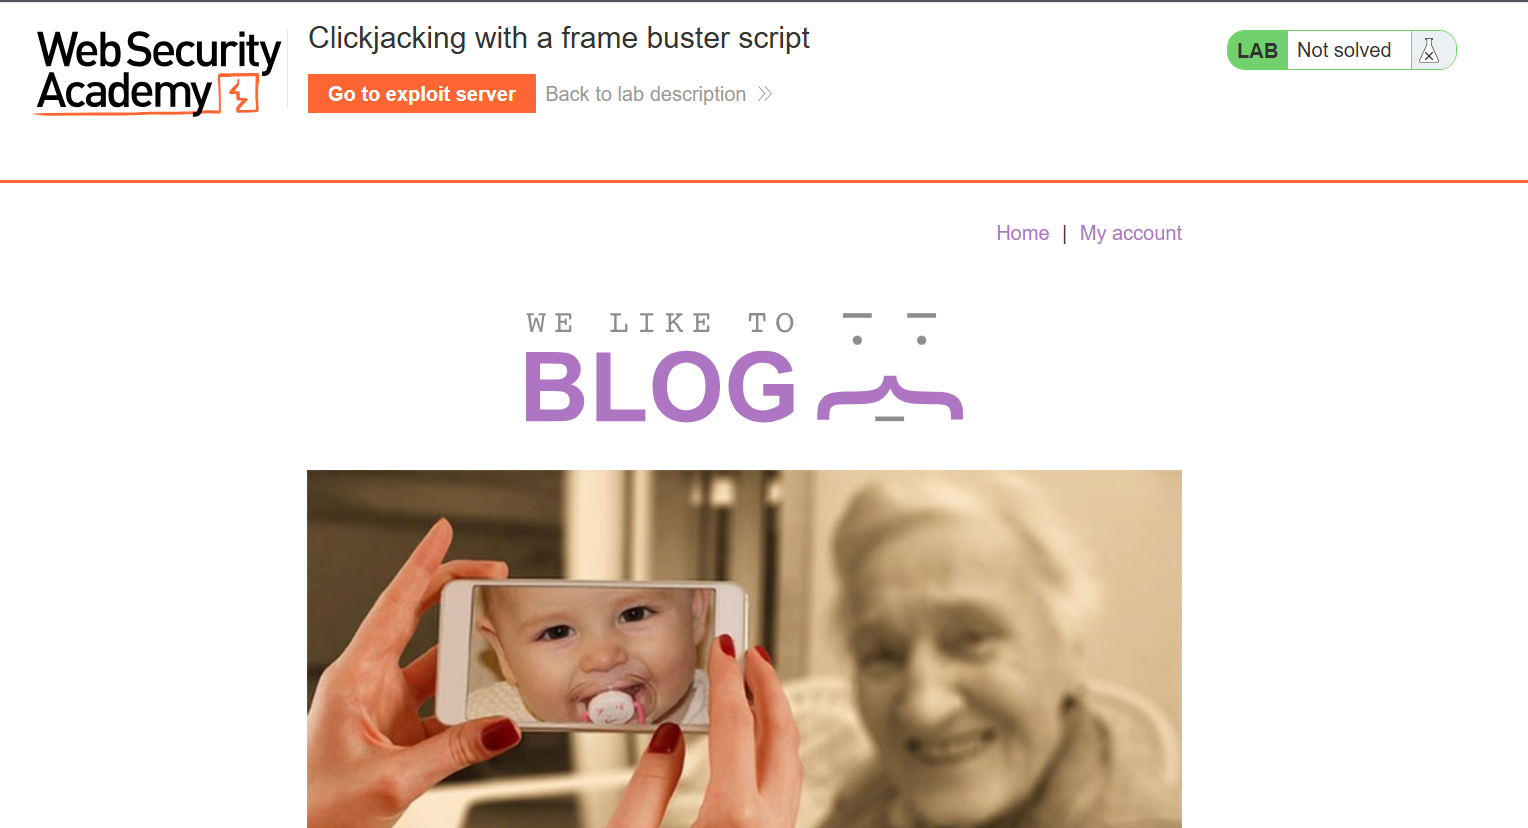 Web Security
Academy
Clickjacking with a frame buster script
Go to exploit server
Back to lab description
LAB
Not solved
Home | My account
WE LIKE TO
BLOG